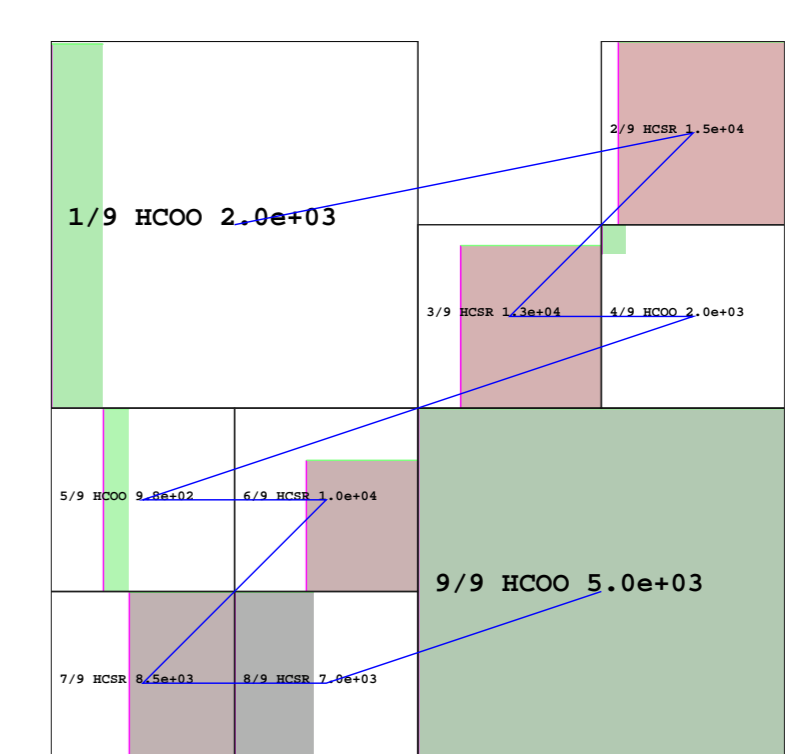 1/9 HCOO 2.0e+03
2/9 HCSR 1.5e+04
3/9 HCSR 1.3e+04
4/9 HCOO 2.0e+03
5/9 HCOO 9.8e+02
6/9 HCSR 1.0e+04
7/9 HCSR 8.5e+03
8/9 HCSR 7.0e+03
9/9 HCOO 5.0e+03